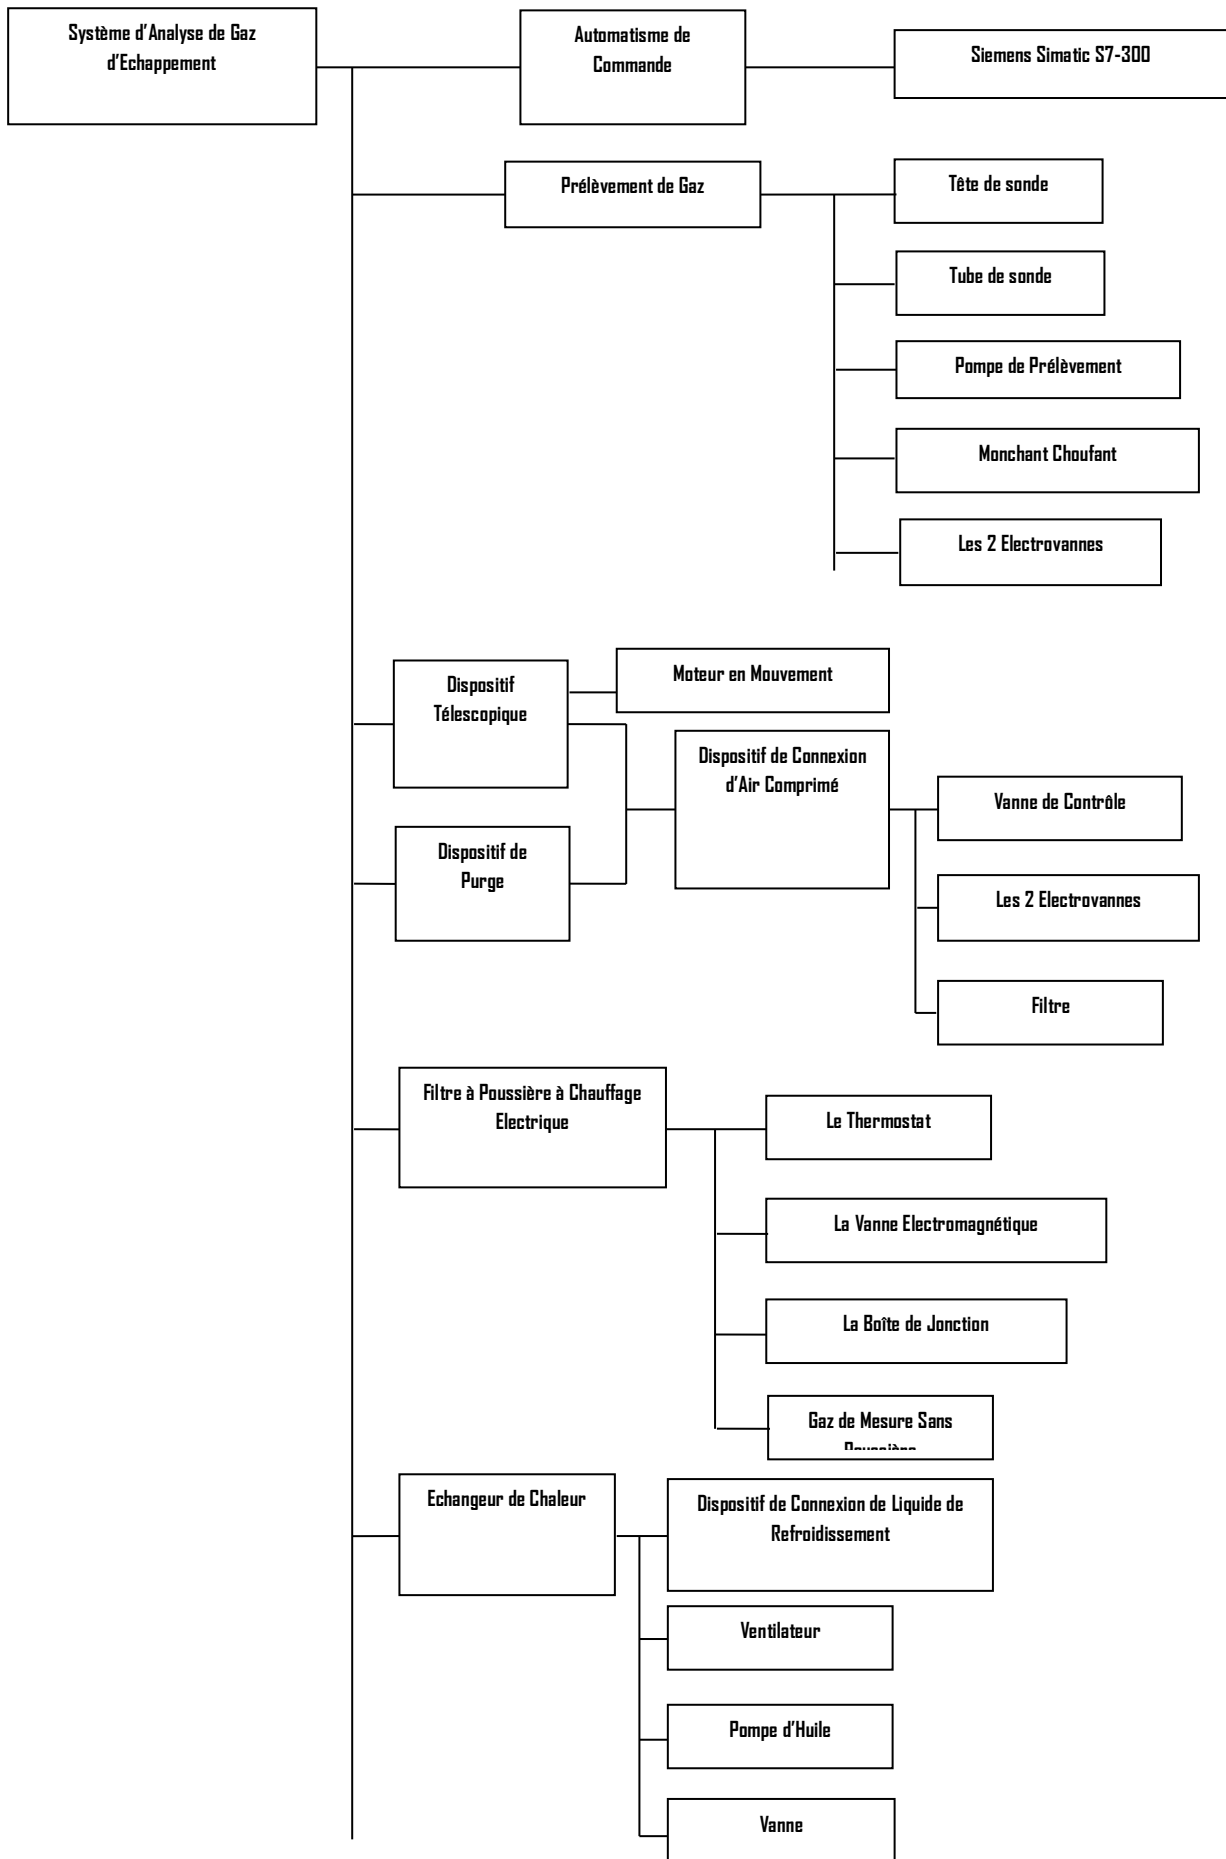 Système d'Analyse de Gaz
d'Echappement
Automatisme de
Commande
Siemens Simatic S7-300
Prélèvement de Gaz
Tête de sonde
Tube de sonde
Pompe de Prélèvement
Monchant Choufant
Les 2 Electrovannes
Dispositif
Télescopique
Moteur en Mouvement
Dispositif de Connexion
d'Air Comprimé
Vanne de Contrôle
Dispositif de
Purge
Les 2 Electrovannes
Filtre
Filtre à Poussière à Chauffage
Electrique
Le Thermostat
La Vanne Electromagnétique
La Boîte de Jonction
Gaz de Mesure Sans
Echangeur de Chaleur
Dispositif de Connexion de Liquide de
Refroidissement
Ventilateur
Pompe d'Huile
Vanne